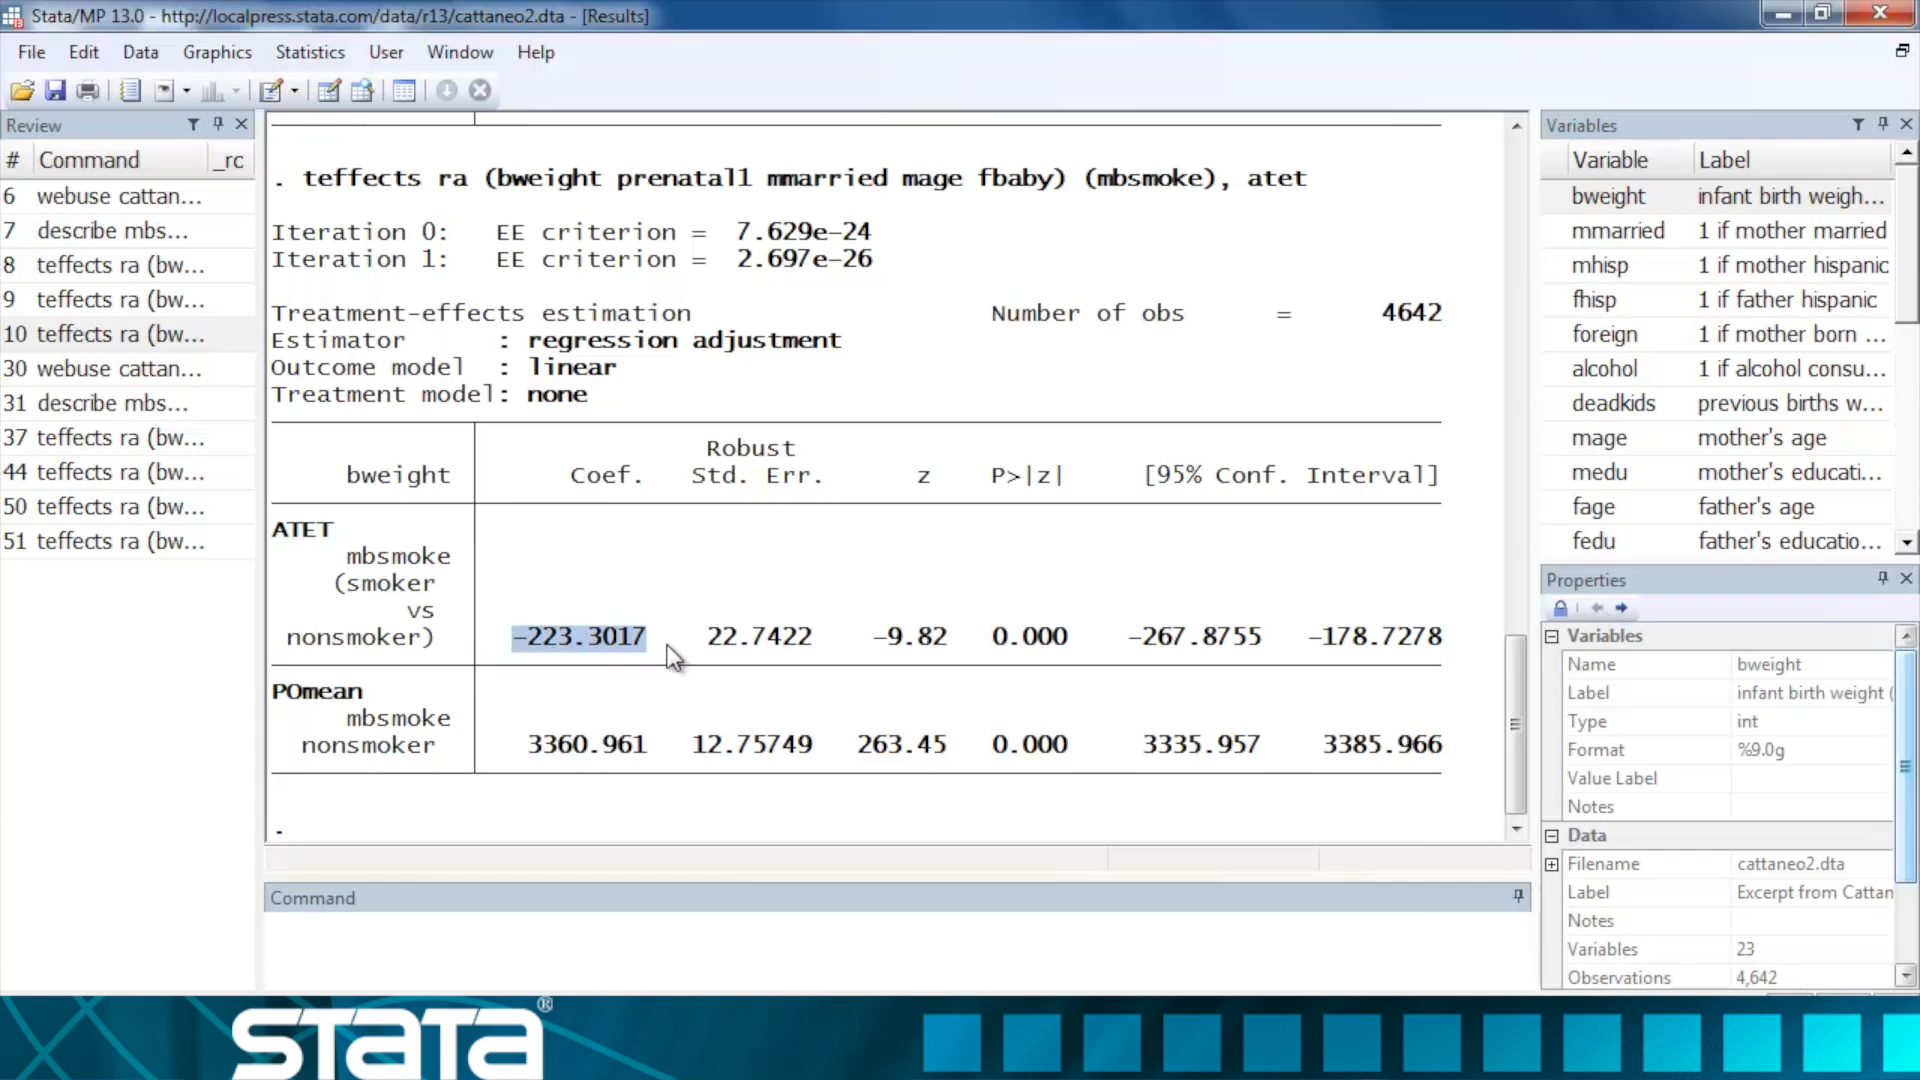 Stata/MP 13.0 - http://localpress.stata.com/data/r13/cattaneo2.dta - [Results]
File Edit Data Graphics Statistics User Window Help
Review
# Command _rc
6 webuse cattan...
7 describe mbs...
8 teffects ra (bw...
9 teffects ra (bw...
10 teffects ra (bw...
30 webuse cattan...
31 describe mbs...
37 teffects ra (bw...
44 teffects ra (bw...
50 teffects ra (bw...
51 teffects ra (bw...
. teffects ra (bweight prenatal1 mmarried mage fbaby) (mbsmoke), atet
Iteration 0: EE criterion = 7.629e-24
Iteration 1: EE criterion = 2.697e-26
Treatment-effects estimation Number of obs = 4642
Estimator : regression adjustment
Outcome model : linear
Treatment model: none
Robust
bweight Coef. Std. Err. z P>|z| [95% Conf. Interval]
ATET
mbsmoke
(smoker
vs
nonsmoker) -223.3017 22.7422 -9.82 0.000 -267.8755 -178.7278
POmean
mbsmoke
nonsmoker 3360.961 12.75749 263.45 0.000 3335.957 3385.966
.
Command
Variables
Variable Label
bweight infant birth weigh...
mmarried 1 if mother married
mhisp 1 if mother hispanic
fhisp 1 if father hispanic
foreign 1 if mother born ...
alcohol 1 if alcohol consu...
deadkids previous births w...
mage mother's age
medu mother's educati...
fage father's age
fedu father's educatio...
Properties
Variables
Name bweight
Label infant birth weight (
Type int
Format %9.0g
Value Label
Notes
Data
Filename cattaneo2.dta
Label Excerpt from Cattan
Notes
Variables 23
Observations 4,642
STATA®